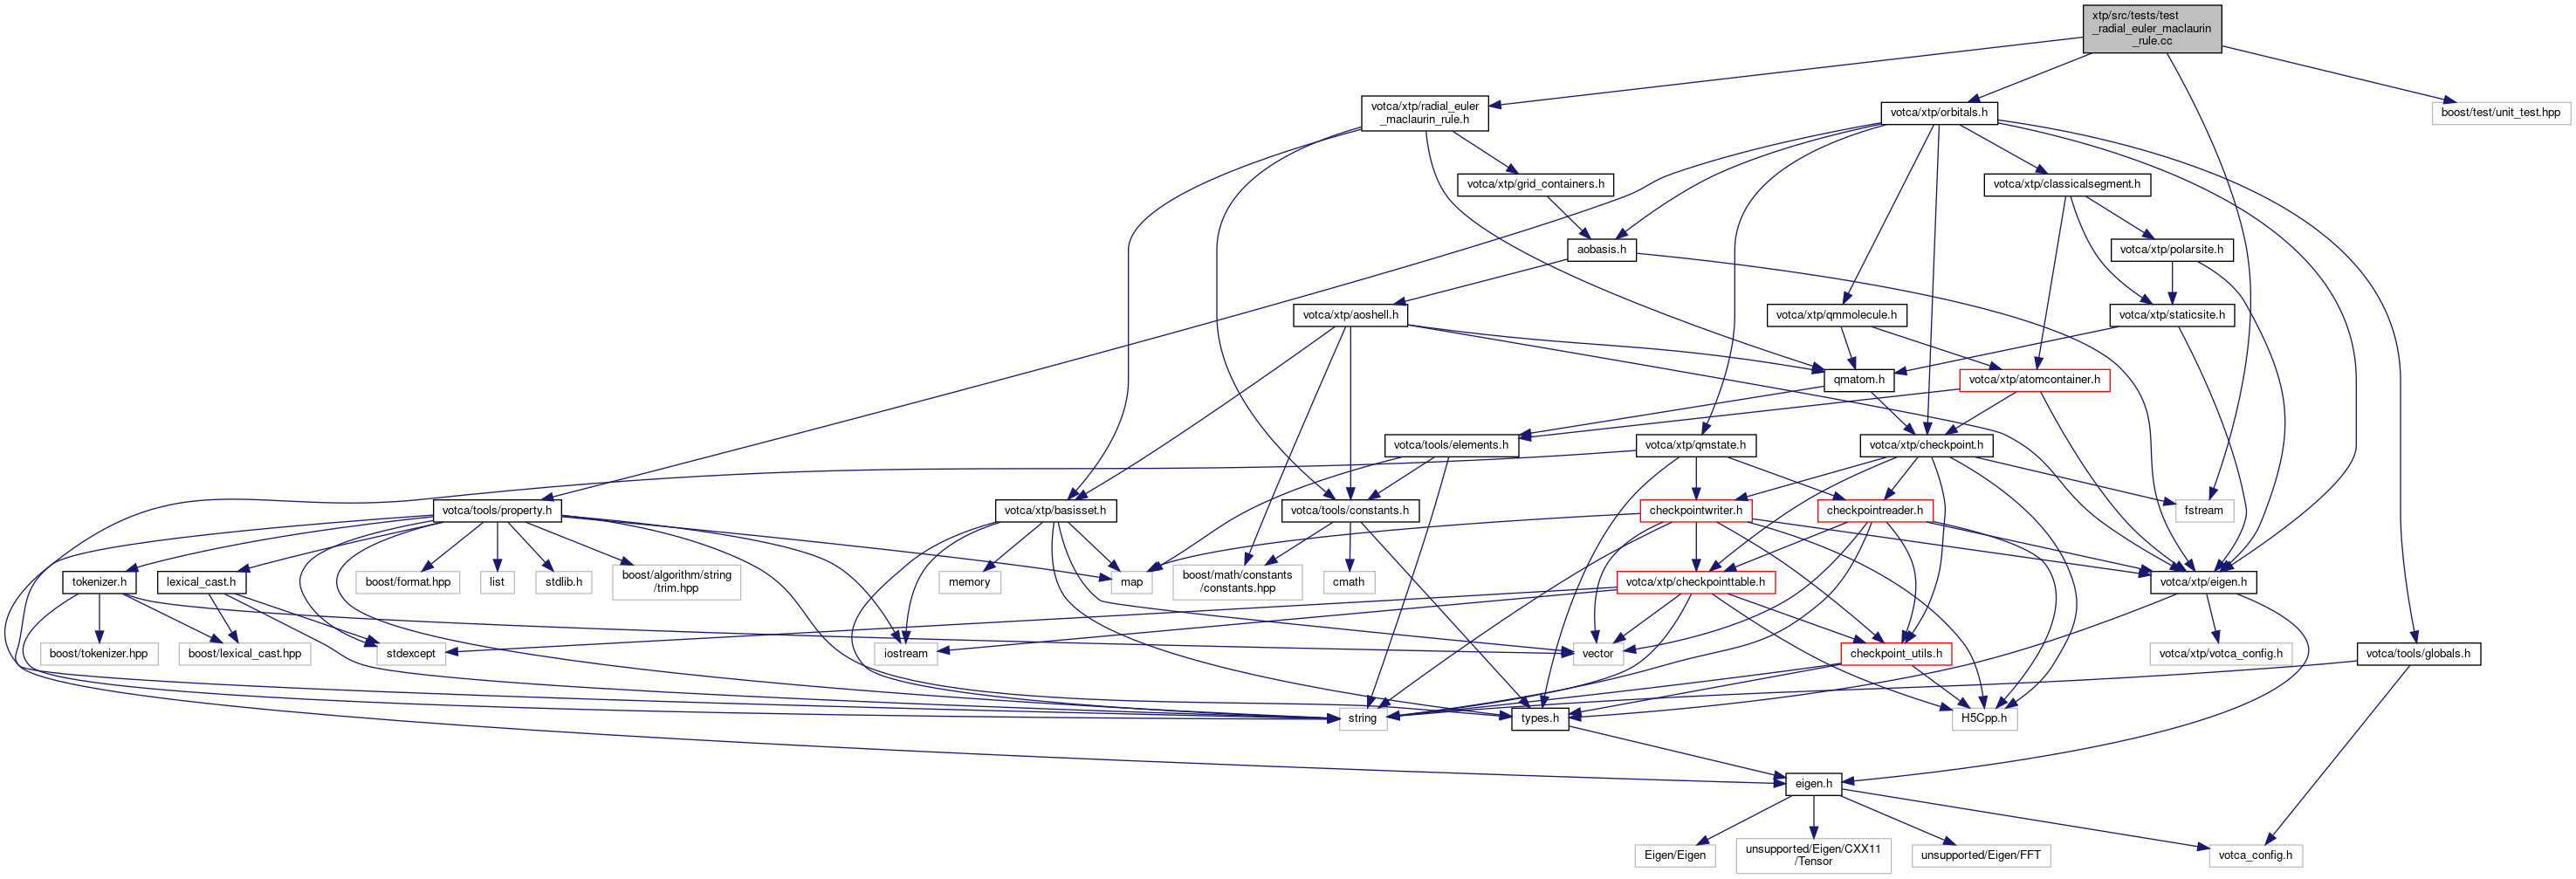 xtp/src/tests/test
_radial_euler_maclaurin
_rule.cc
votca/xtp/radial_euler
_maclaurin_rule.h
votca/xtp/orbitals.h
boost/test/unit_test.hpp
votca/xtp/grid_containers.h
votca/xtp/classicalsegment.h
aobasis.h
votca/xtp/polarsite.h
votca/xtp/aoshell.h
votca/xtp/qmmolecule.h
votca/xtp/staticsite.h
qmatom.h
votca/xtp/atomcontainer.h
votca/tools/elements.h
votca/xtp/qmstate.h
votca/xtp/checkpoint.h
votca/tools/property.h
votca/xtp/basisset.h
votca/tools/constants.h
checkpointwriter.h
checkpointreader.h
fstream
tokenizer.h
lexical_cast.h
boost/format.hpp
list
stdlib.h
boost/algorithm/string
/trim.hpp
memory
map
boost/math/constants
/constants.hpp
cmath
votca/xtp/checkpointtable.h
votca/xtp/eigen.h
boost/tokenizer.hpp
boost/lexical_cast.hpp
stdexcept
iostream
vector
checkpoint_utils.h
votca/xtp/votca_config.h
votca/tools/globals.h
string
types.h
H5Cpp.h
eigen.h
Eigen/Eigen
unsupported/Eigen/CXX11
/Tensor
unsupported/Eigen/FFT
votca_config.h